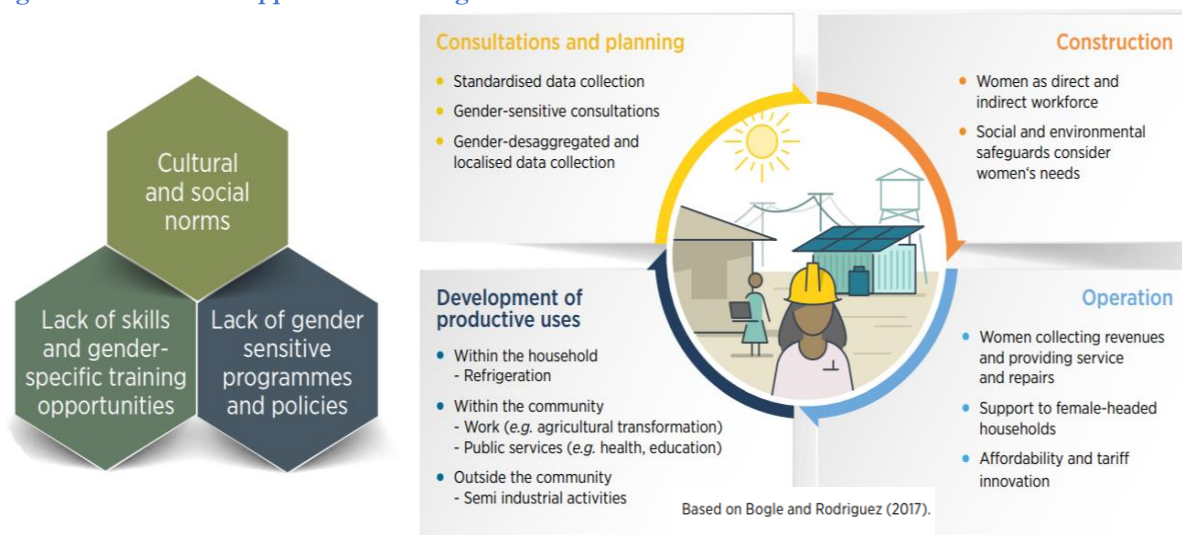 Cultural
and social
norms
Lack of skills
and gender-
specific training
opportunities
Lack of gender
sensitive
programmes
and policies
Consultations and planning
• Standardised data collection
• Gender-sensitive consultations
• Gender-desaggregated and
localised data collection
Construction
• Women as direct and
indirect workforce
• Social and environmental
safeguards consider
women's needs
Development of
productive uses
• Within the household
- Refrigeration
• Within the community
- Work (e.g. agricultural transformation)
- Public services (e.g. health, education)
• Outside the community
- Semi industrial activities
Operation
• Women collecting revenues
and providing service
and repairs
• Support to female-headed
households
• Affordability and tariff
innovation
Based on Bogle and Rodriguez (2017).